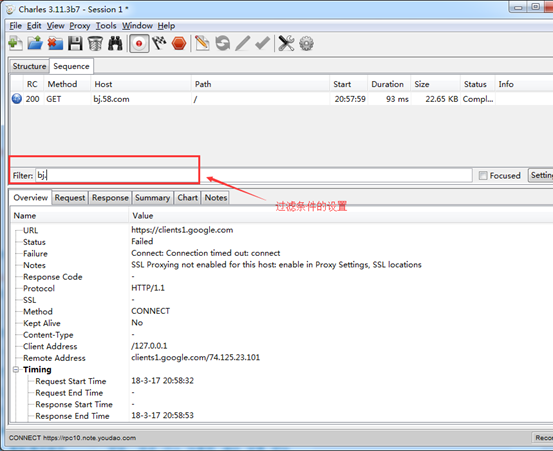 Charles 3.11.3b7 - Session 1 *
File Edit View Proxy Tools Window Help
Structure Sequence
RC Method Host Path Start Duration Size Status Info
200 GET bj.58.com / 20:57:59 93 ms 22.65 KB Compl...
Filter: bj. Focused Setting
过滤条件的设置
Overview Request Response Summary Chart Notes
Name Value
URL https://clients1.google.com
Status Failed
Failure Connect: Connection timed out: connect
Notes SSL Proxying not enabled for this host: enable in Proxy Settings, SSL locations
Response Code -
Protocol HTTP/1.1
SSL -
Method CONNECT
Kept Alive No
Content-Type -
Client Address /127.0.0.1
Remote Address clients1.google.com/74.125.23.101
Timing
Request Start Time 18-3-17 20:58:32
Request End Time -
Response Start Time -
Response End Time 18-3-17 20:58:53
CONNECT https://rpc10.note.youdao.com Recor